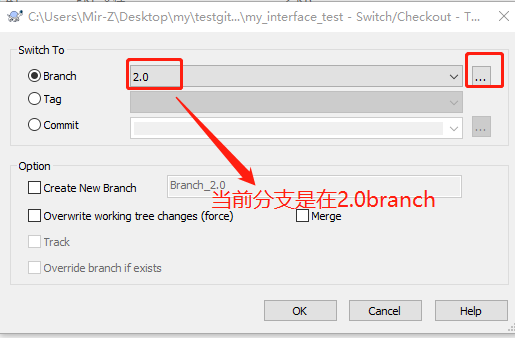 C:\Users\Mir-Z\Desktop\my\testgit...\my_interface_test - Switch/Checkout - T...
Switch To
Branch
2.0
...
Tag
Commit
...
Option
Create New Branch
Branch_2.0
当前分支是在2.0branch
Overwrite working tree changes (force)
Merge
Track
Override branch if exists
OK
Cancel
Help